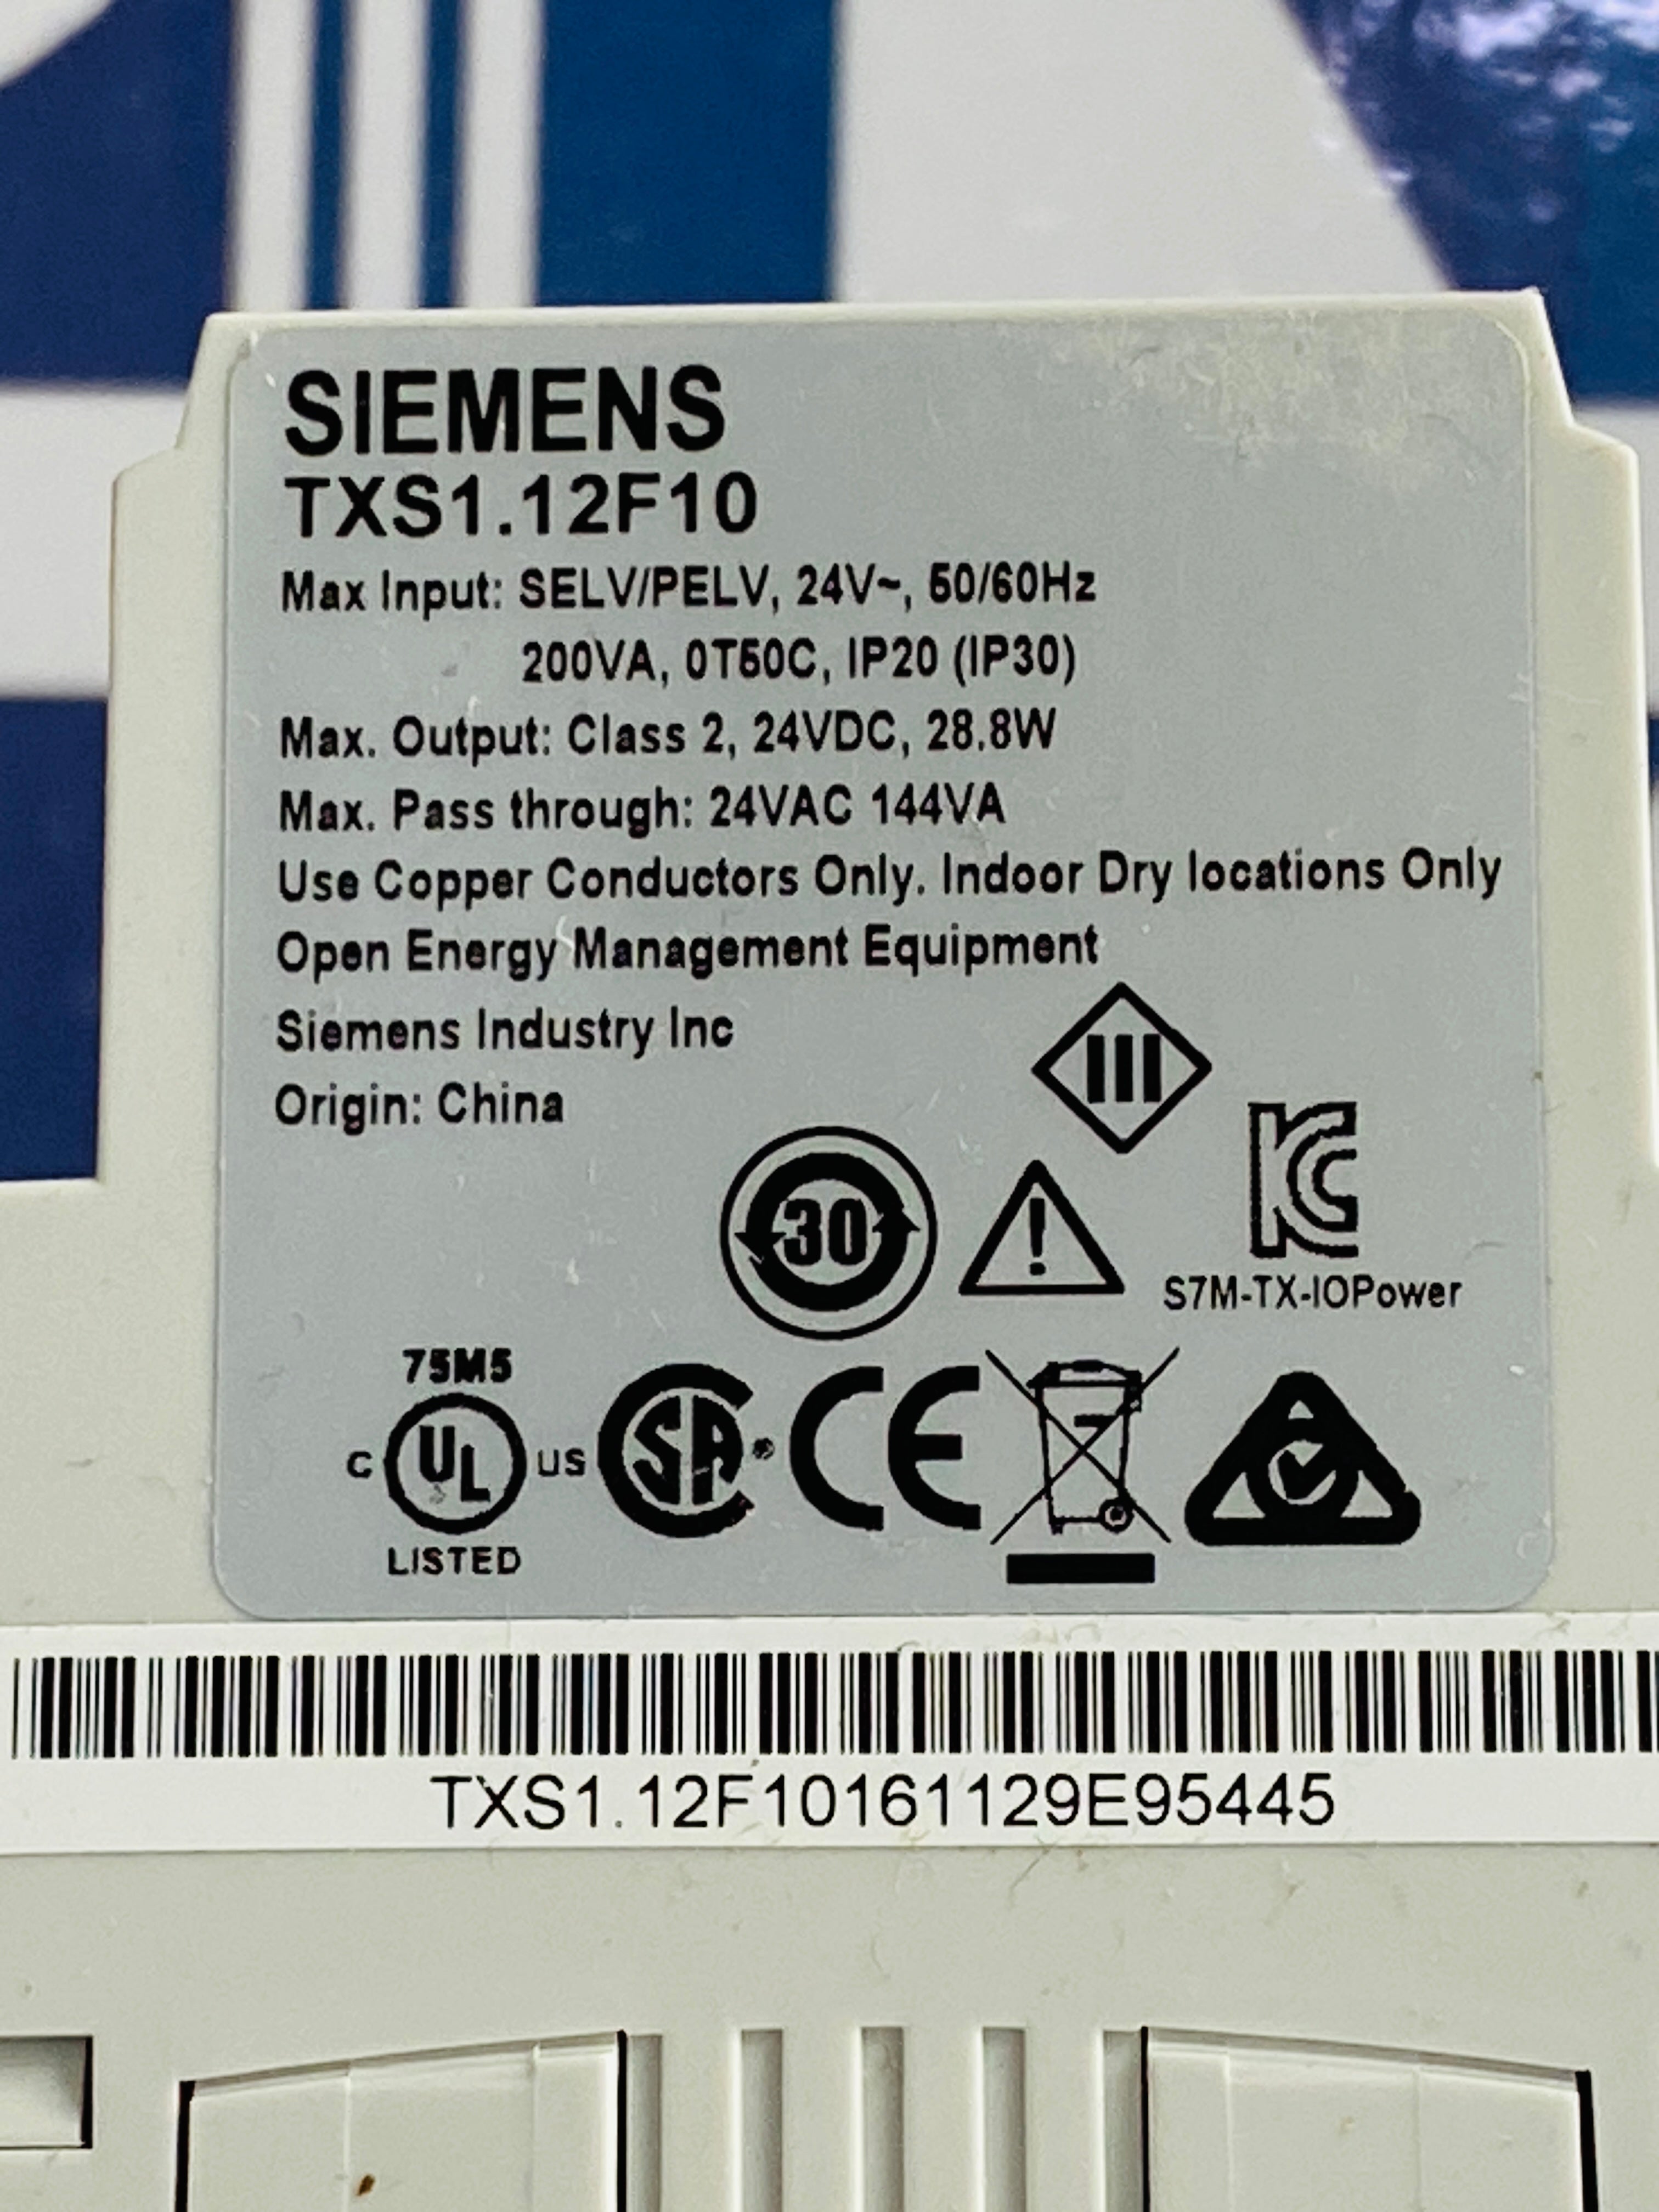 SIEMENS
TXS1.12F10
Max Input: SELV/PELV, 24V~, 50/60Hz
200VA, 0T50C, IP20 (IP30)
Max. Output: Class 2, 24VDC, 28.8W
Max. Pass through: 24VAC 144VA
Use Copper Conductors Only. Indoor Dry locations Only
Open Energy Management Equipment
Siemens Industry Inc
Origin: China
III
30
!
KC
S7M-TX-IOPower
75M5
C UL US
LISTED
SA®
CE
TXS1.12F10161129E95445